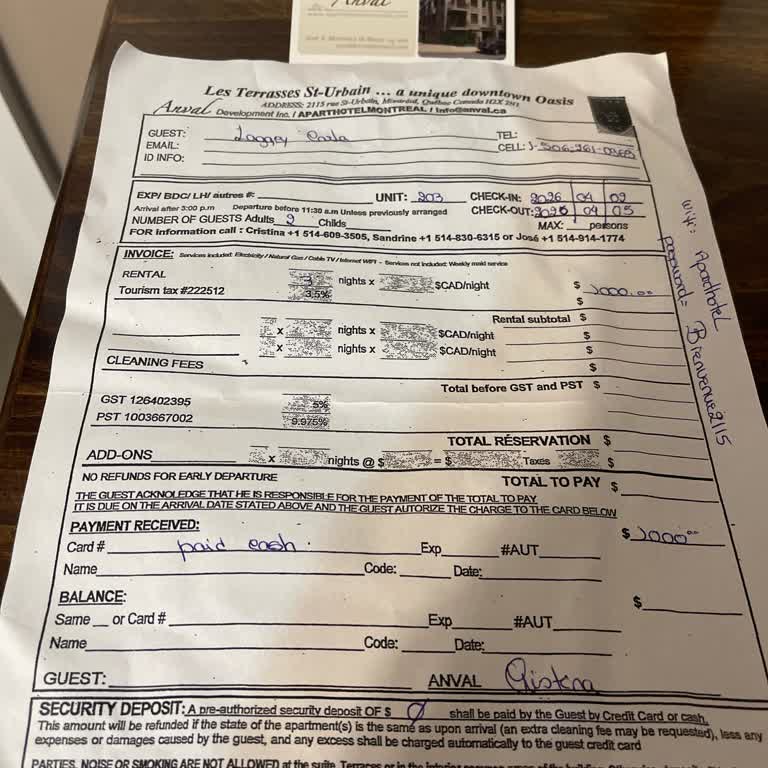 Anval
Les Terrasses St-Urbain ... a unique downtown Oasis
ADDRESS: 2115 rue St-Urbain, Montréal, Québec Canada H2X 2N1
Anval Development Inc. / APARTHOTELMONTREAL / info@anval.ca
GUEST:
EMAIL:
ID INFO:
TEL:
CELL:
EXP/ BDC/ LH/ autres #:
UNIT: 203
CHECK-IN: 2026 04 02
Arrival after 3:00 p.m Departure before 11:30 a.m Unless previously arranged
CHECK-OUT: 2026 04 05
NUMBER OF GUESTS Adults 2 Childs
MAX: persons
FOR information call : Cristina +1 514-609-3505, Sandrine +1 514-830-6315 or José +1 514-914-1774
INVOICE: Services included: Electricity / Natural Gas / Cable TV / Internet WIFI - Services not included: Weekly maid service
RENTAL 3 nights x $CAD/night $ 1000.00
Tourism tax #222512 3.5% $
Rental subtotal $
x nights x $CAD/night $
x nights x $CAD/night $
CLEANING FEES $
Total before GST and PST $
GST 126402395 5%
PST 1003667002 9.975%
TOTAL RÉSERVATION $
ADD-ONS x nights @ $ = $ Taxes $
NO REFUNDS FOR EARLY DEPARTURE
TOTAL TO PAY $
THE GUEST ACKNOLEDGE THAT HE IS RESPONSIBLE FOR THE PAYMENT OF THE TOTAL TO PAY
IT IS DUE ON THE ARRIVAL DATE STATED ABOVE AND THE GUEST AUTORIZE THE CHARGE TO THE CARD BELOW
PAYMENT RECEIVED: $ 1000.00
Card # paid cash. Exp #AUT
Name Code: Date:
BALANCE: $
Same or Card # Exp #AUT
Name Code: Date:
GUEST: ANVAL
SECURITY DEPOSIT: A pre-authorized security deposit OF $ 0 shall be paid by the Guest by Credit Card or cash.
This amount will be refunded if the state of the apartment(s) is the same as upon arrival (an extra cleaning fee may be requested), less any
expenses or damages caused by the guest, and any excess shall be charged automatically to the guest credit card
PARTIES, NOISE OR SMOKING ARE NOT ALLOWED at the suite, Terraces or in the
wifi: Aparthotel
password= Bienvenue2115